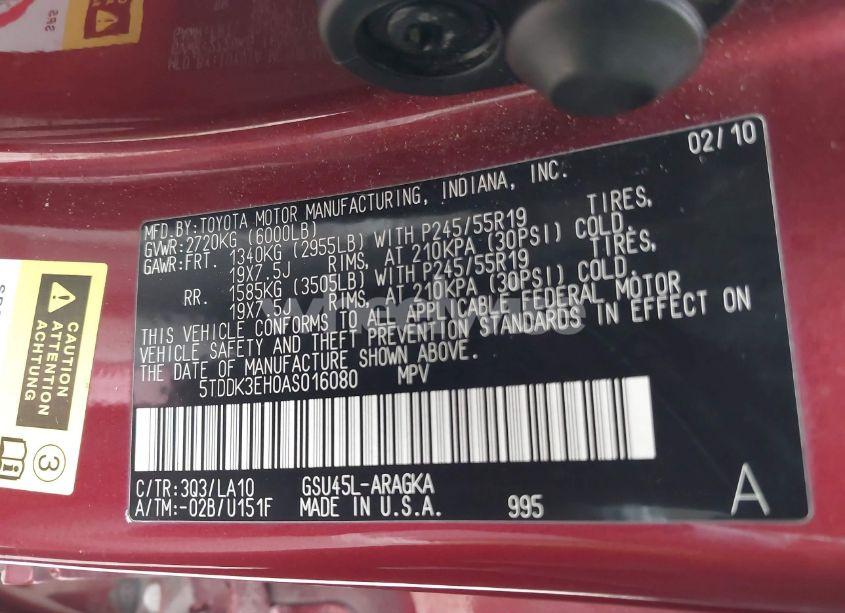 02/10
MFD.BY:TOYOTA MOTOR MANUFACTURING, INDIANA, INC.
GVWR:2720KG (6000LB)
GAWR:FRT. 1340KG (2955LB) WITH P245/55R19 TIRES,
19X7.5J RIMS, AT 210KPA (30PSI) COLD.
RR. 1585KG (3505LB) WITH P245/55R19 TIRES,
19X7.5J RIMS, AT 210KPA (30PSI) COLD.
THIS VEHICLE CONFORMS TO ALL APPLICABLE FEDERAL MOTOR
VEHICLE SAFETY AND THEFT PREVENTION STANDARDS IN EFFECT ON
THE DATE OF MANUFACTURE SHOWN ABOVE.
5TDDK3EH0AS016080 MPV
C/TR:3Q3/LA10 GSU45L-ARAGKA
A/TM:-02B/U151F MADE IN U.S.A. 995
A
CAUTION
ATTENTION
ACHTUNG
3